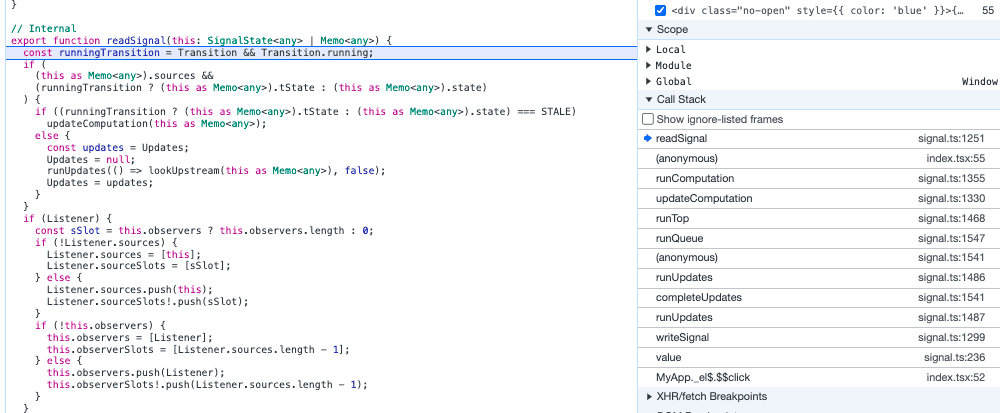 }
// Internal
export function readSignal(this: SignalState<any> | Memo<any>) {
  const runningTransition = Transition && Transition.running;
  if (
    (this as Memo<any>).sources &&
    (runningTransition ? (this as Memo<any>).tState : (this as Memo<any>).state)
  ) {
    if ((runningTransition ? (this as Memo<any>).tState : (this as Memo<any>).state) === STALE)
      updateComputation(this as Memo<any>);
    else {
      const updates = Updates;
      Updates = null;
      runUpdates(() => lookUpstream(this as Memo<any>), false);
      Updates = updates;
    }
  }
  if (Listener) {
    const sSlot = this.observers ? this.observers.length : 0;
    if (!Listener.sources) {
      Listener.sources = [this];
      Listener.sourceSlots = [sSlot];
    } else {
      Listener.sources.push(this);
      Listener.sourceSlots!.push(sSlot);
    }
    if (!this.observers) {
      this.observers = [Listener];
      this.observerSlots = [Listener.sources.length - 1];
    } else {
      this.observers.push(Listener);
      this.observerSlots!.push(Listener.sources.length - 1);
    }
  }
<div class="no-open" style={{ color: 'blue' }}>{… 55
Scope
Local
Module
Global Window
Call Stack
Show ignore-listed frames
readSignal signal.ts:1251
(anonymous) index.tsx:55
runComputation signal.ts:1355
updateComputation signal.ts:1330
runTop signal.ts:1468
runQueue signal.ts:1547
(anonymous) signal.ts:1541
runUpdates signal.ts:1486
completeUpdates signal.ts:1541
runUpdates signal.ts:1487
writeSignal signal.ts:1299
value signal.ts:236
MyApp._el$.$$click index.tsx:52
XHR/fetch Breakpoints